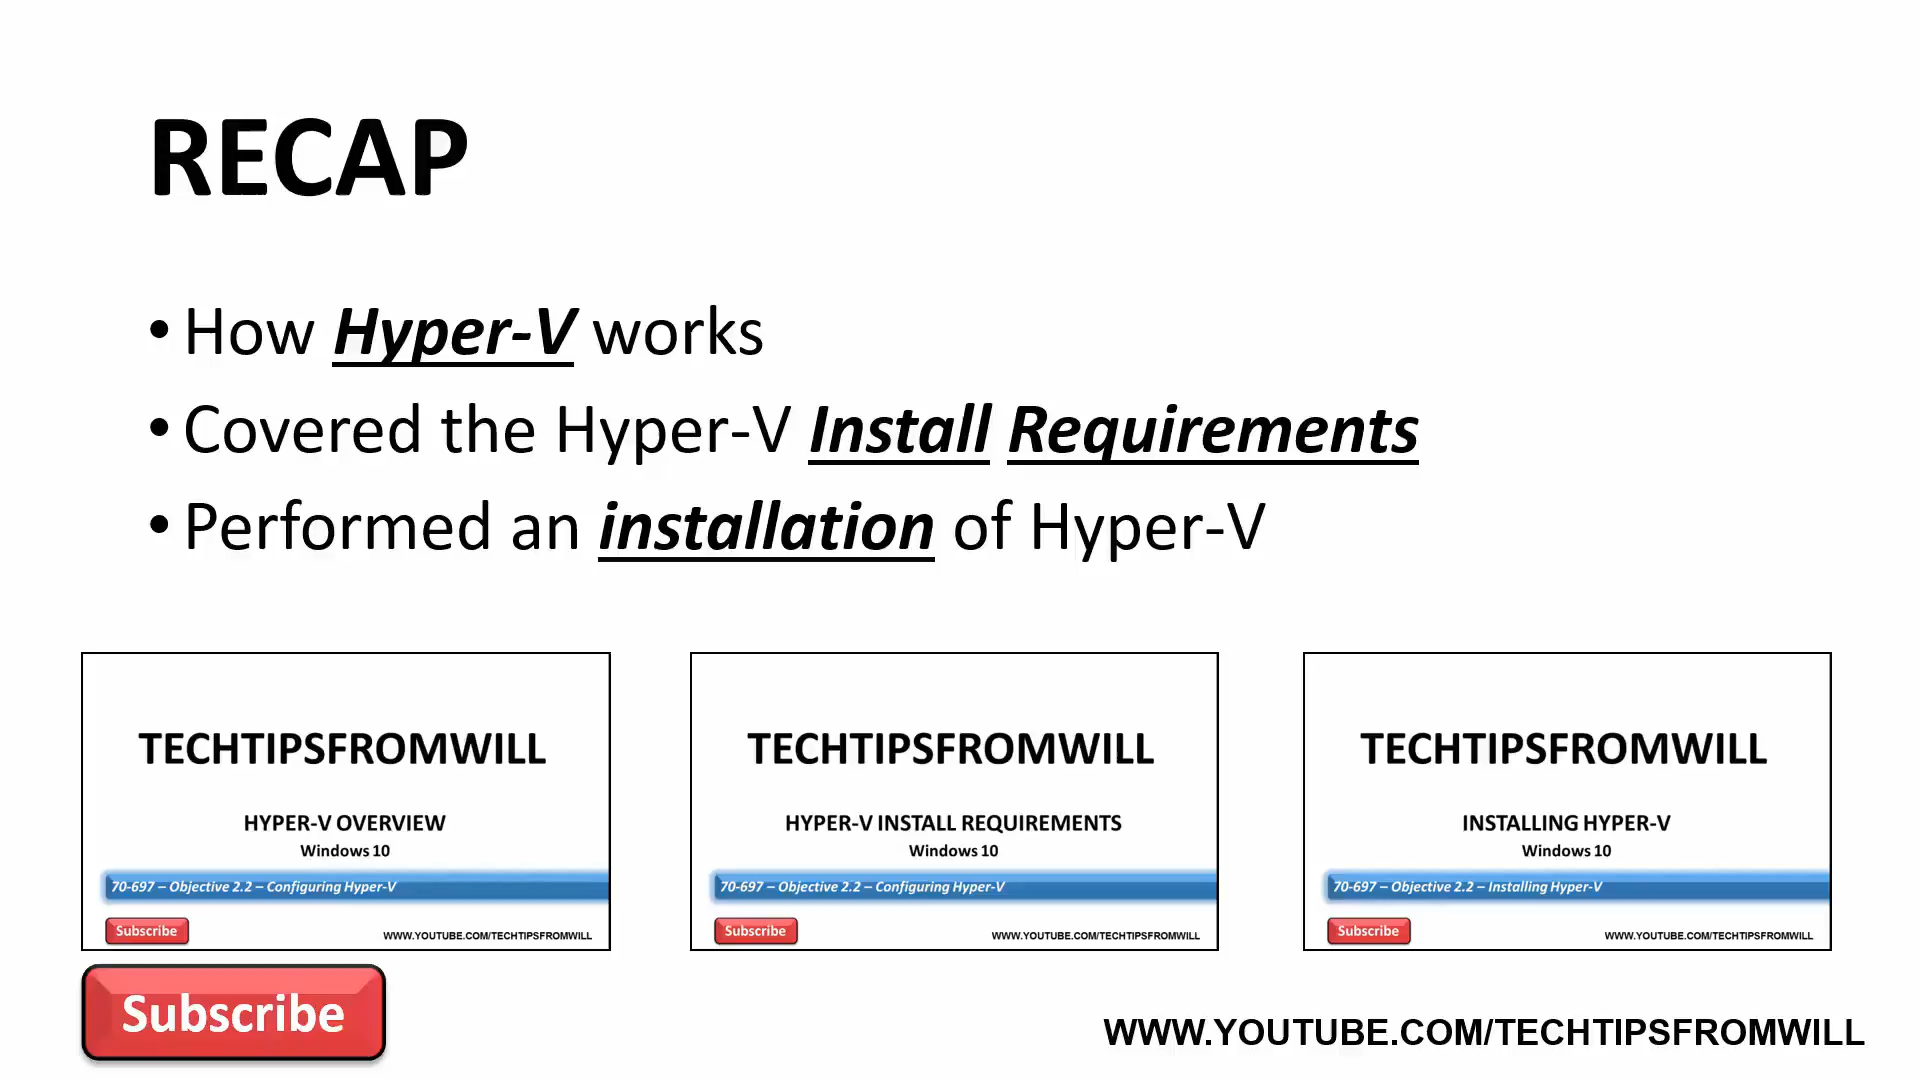 RECAP
• How Hyper-V works
• Covered the Hyper-V Install Requirements
• Performed an installation of Hyper-V
TECHTIPSFROMWILL
HYPER-V OVERVIEW
Windows 10
70-697 – Objective 2.2 – Configuring Hyper-V
Subscribe
WWW.YOUTUBE.COM/TECHTIPSFROMWILL
TECHTIPSFROMWILL
HYPER-V INSTALL REQUIREMENTS
Windows 10
70-697 – Objective 2.2 – Configuring Hyper-V
Subscribe
WWW.YOUTUBE.COM/TECHTIPSFROMWILL
TECHTIPSFROMWILL
INSTALLING HYPER-V
Windows 10
70-697 – Objective 2.2 – Installing Hyper-V
Subscribe
WWW.YOUTUBE.COM/TECHTIPSFROMWILL
Subscribe
WWW.YOUTUBE.COM/TECHTIPSFROMWILL